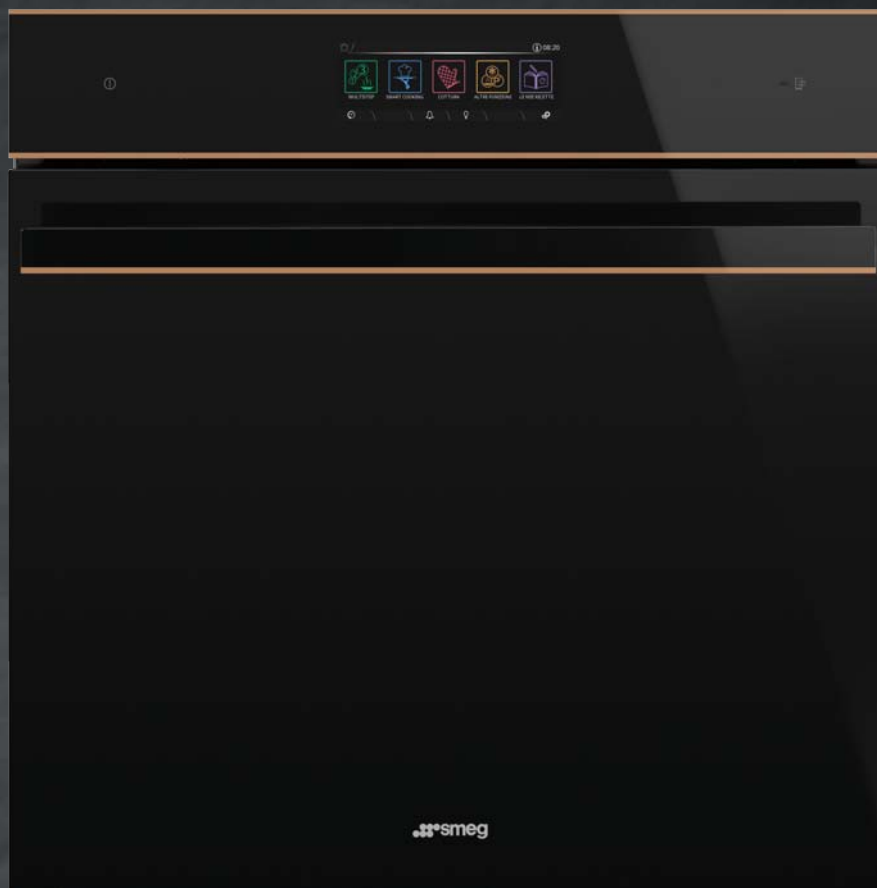 08:20
MULTISTEP
SMART COOKING
COTTURA
ALTRE FUNZIONI
LE MIE RICETTE
smeg